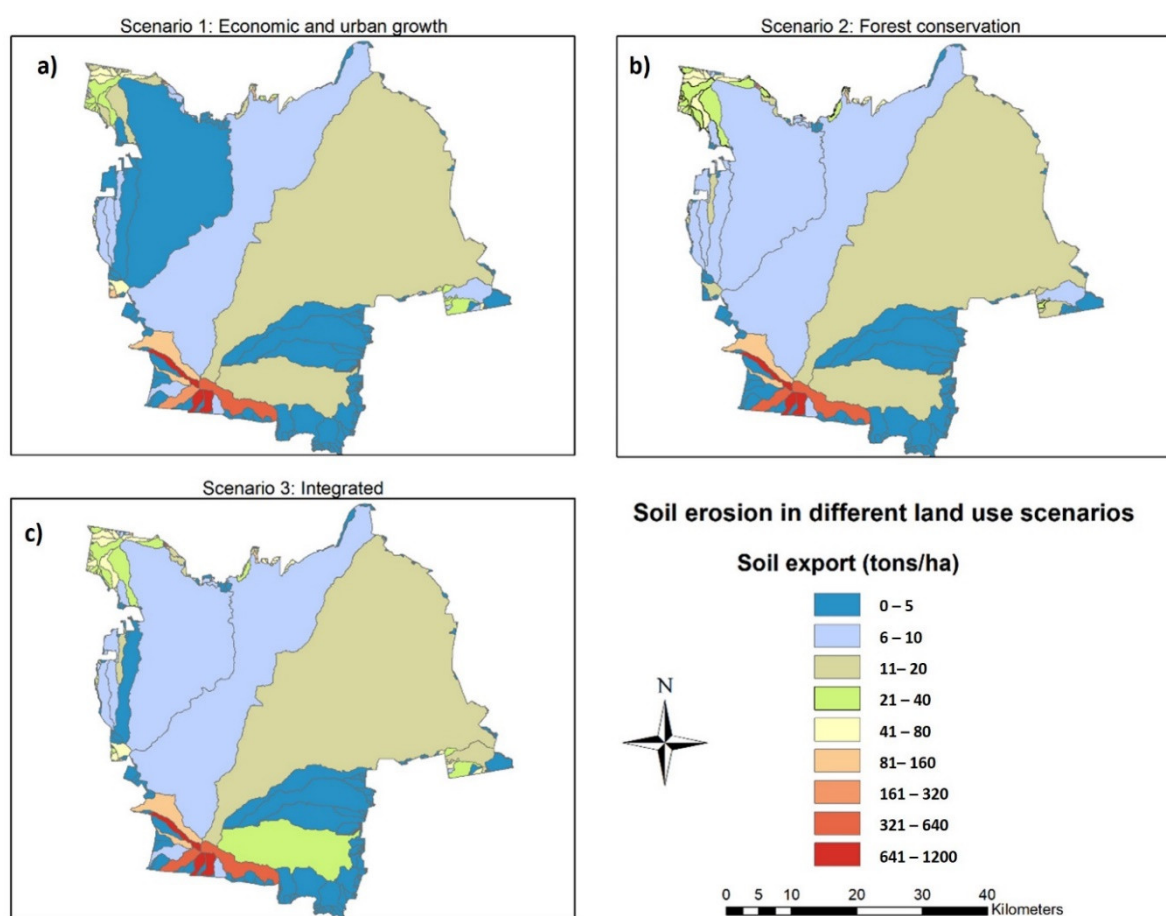 Scenario 1: Economic and urban growth
Scenario 2: Forest conservation
a)
b)
Scenario 3: Integrated
c)
Soil erosion in different land use scenarios
Soil export (tons/ha)
0 – 5
6 – 10
11 – 20
21 – 40
41 – 80
81 – 160
161 – 320
321 – 640
641 – 1200
N
0 5 10 20 30 40
Kilometers